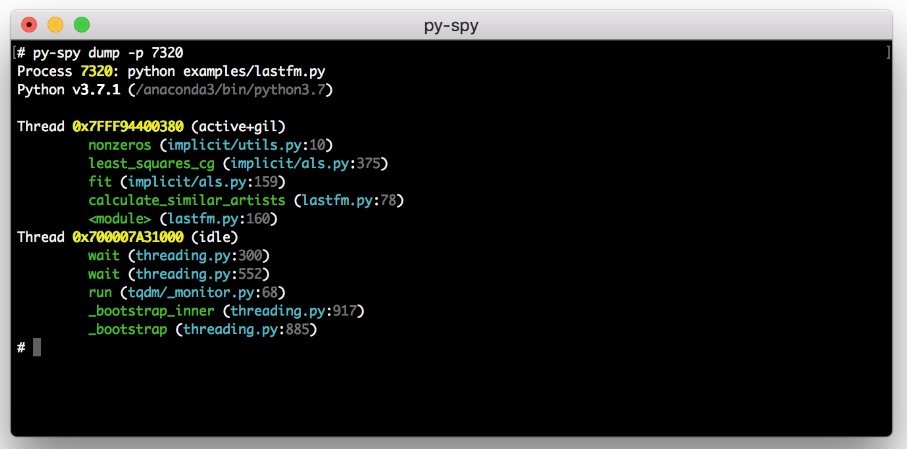 py-spy
[# py-spy dump -p 7320 ]
Process 7320: python examples/lastfm.py
Python v3.7.1 (/anaconda3/bin/python3.7)
Thread 0x7FFF94400380 (active+gil)
nonzeros (implicit/utils.py:10)
least_squares_cg (implicit/als.py:375)
fit (implicit/als.py:159)
calculate_similar_artists (lastfm.py:78)
<module> (lastfm.py:160)
Thread 0x700007A31000 (idle)
wait (threading.py:300)
wait (threading.py:552)
run (tqdm/_monitor.py:68)
_bootstrap_inner (threading.py:917)
_bootstrap (threading.py:885)
#